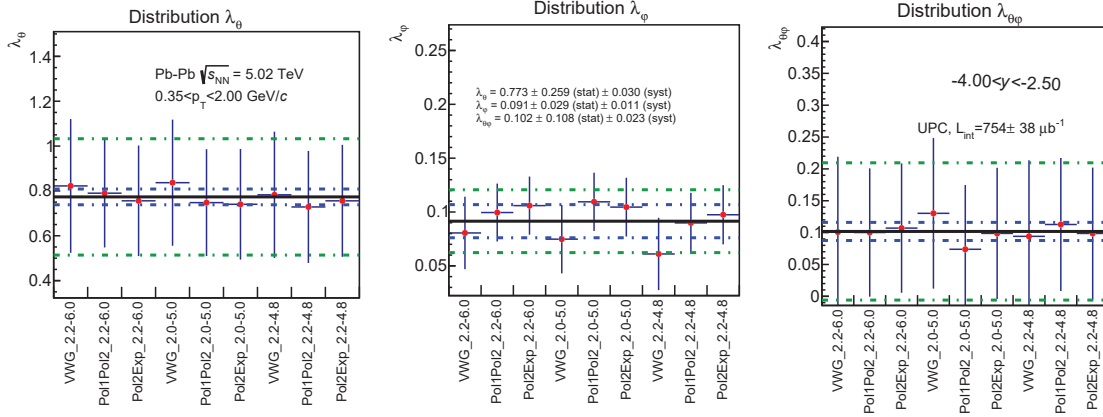 Distribution λθ
λθ
1.4
1.2
1
0.8
0.6
0.4
Pb-Pb √sNN = 5.02 TeV
0.35<pT<2.00 GeV/c
VWG_2.2-6.0
Pol1Pol2_2.2-6.0
Pol2Exp_2.2-6.0
VWG_2.0-5.0
Pol1Pol2_2.0-5.0
Pol2Exp_2.0-5.0
VWG_2.2-4.8
Pol1Pol2_2.2-4.8
Pol2Exp_2.2-4.8
Distribution λφ
λφ
0.25
0.2
0.15
0.1
0.05
λθ = 0.773 ± 0.259 (stat) ± 0.030 (syst)
λφ = 0.091 ± 0.029 (stat) ± 0.011 (syst)
λθφ = 0.102 ± 0.108 (stat) ± 0.023 (syst)
VWG_2.2-6.0
Pol1Pol2_2.2-6.0
Pol2Exp_2.2-6.0
VWG_2.0-5.0
Pol1Pol2_2.0-5.0
Pol2Exp_2.0-5.0
VWG_2.2-4.8
Pol1Pol2_2.2-4.8
Pol2Exp_2.2-4.8
Distribution λθφ
λθφ
0.4
0.3
0.2
0.1
0
-4.00<y<-2.50
UPC, Lint=754± 38 μb-1
VWG_2.2-6.0
Pol1Pol2_2.2-6.0
Pol2Exp_2.2-6.0
VWG_2.0-5.0
Pol1Pol2_2.0-5.0
Pol2Exp_2.0-5.0
VWG_2.2-4.8
Pol1Pol2_2.2-4.8
Pol2Exp_2.2-4.8